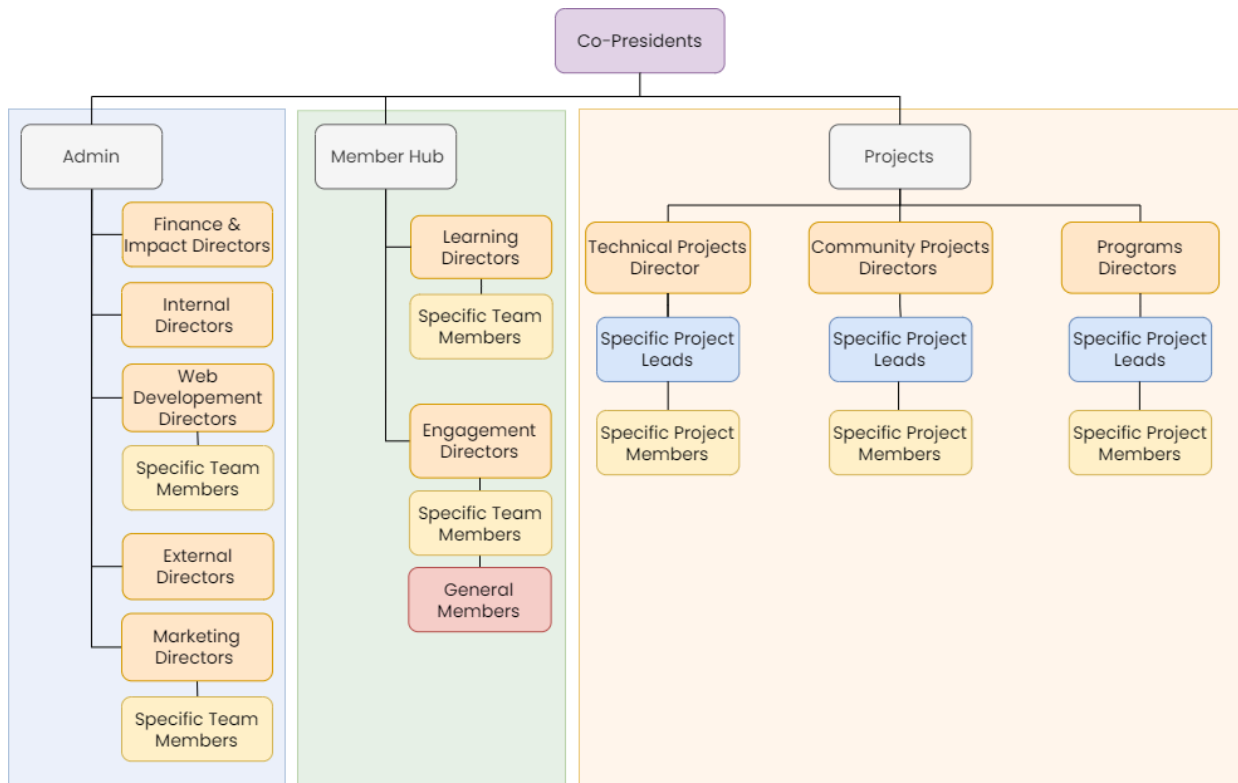 Co-Presidents
Admin
Finance &
Impact Directors
Internal
Directors
Web
Developement
Directors
Specific Team
Members
External
Directors
Marketing
Directors
Specific Team
Members
Member Hub
Learning
Directors
Specific Team
Members
Engagement
Directors
Specific Team
Members
General
Members
Projects
Technical Projects
Director
Specific Project
Leads
Specific Project
Members
Community Projects
Directors
Specific Project
Leads
Specific Project
Members
Programs
Directors
Specific Project
Leads
Specific Project
Members